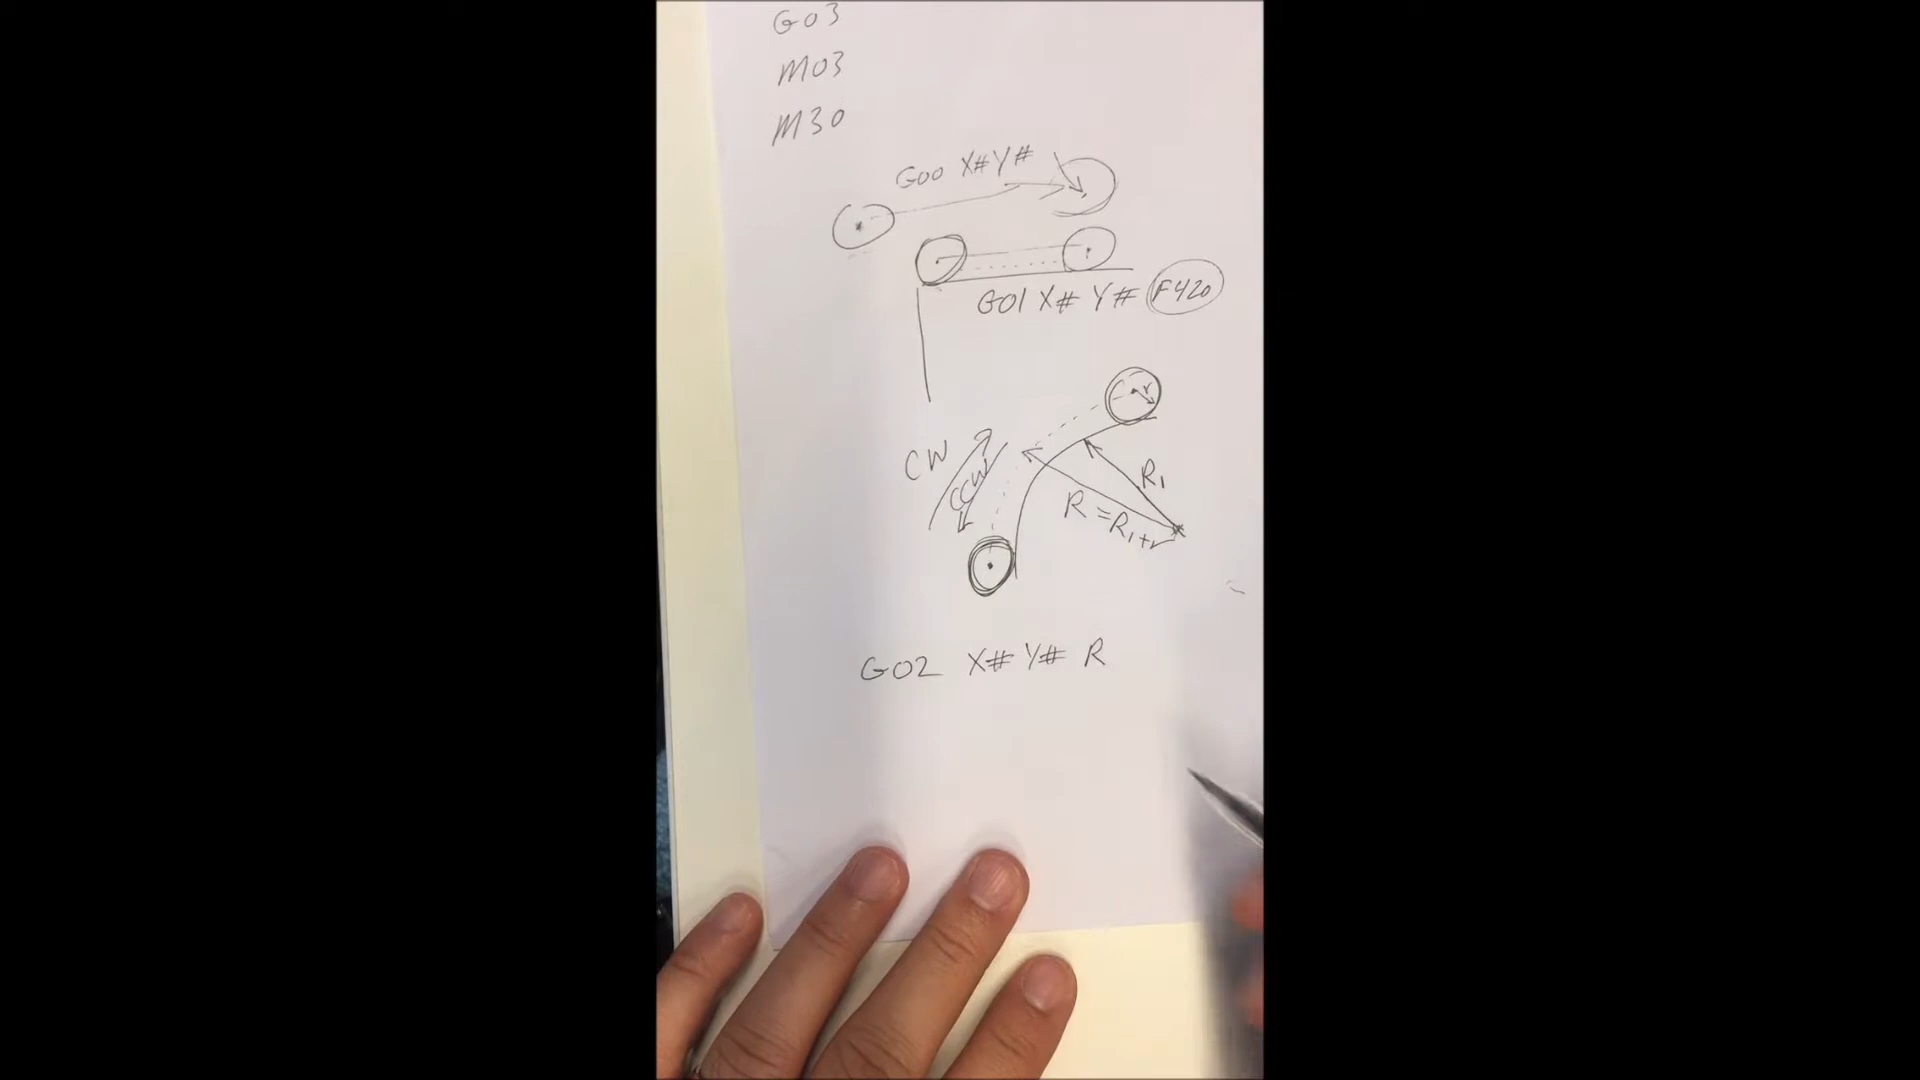 G03
M03
M30
G00 X# Y#
G01 X# Y# F420
r
CW
CCW
R1
R=R1+r
G02 X# Y# R